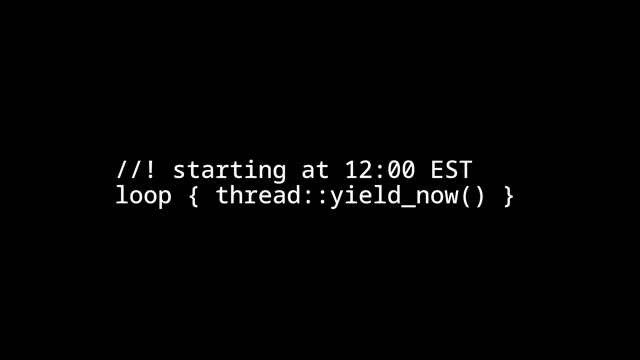 //! starting at 12:00 EST
loop { thread::yield_now() }